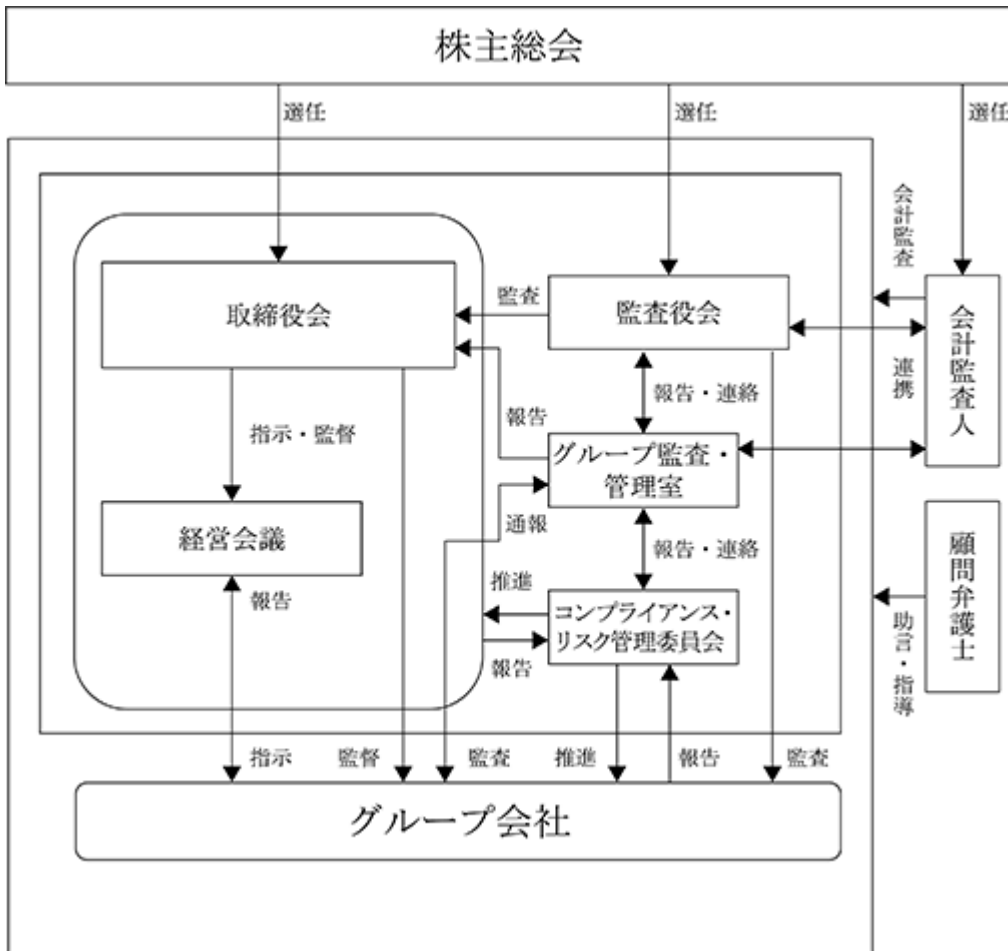 株主総会
選任
選任
選任
会計監査
取締役会
監査
監査役会
会計監査人
連携
報告・連絡
報告
指示・監督
グループ監査・
管理室
経営会議
通報
報告・連絡
顧問弁護士
報告
推進
コンプライアンス・
リスク管理委員会
助言・指導
報告
指示
監督
監査
推進
報告
監査
グループ会社